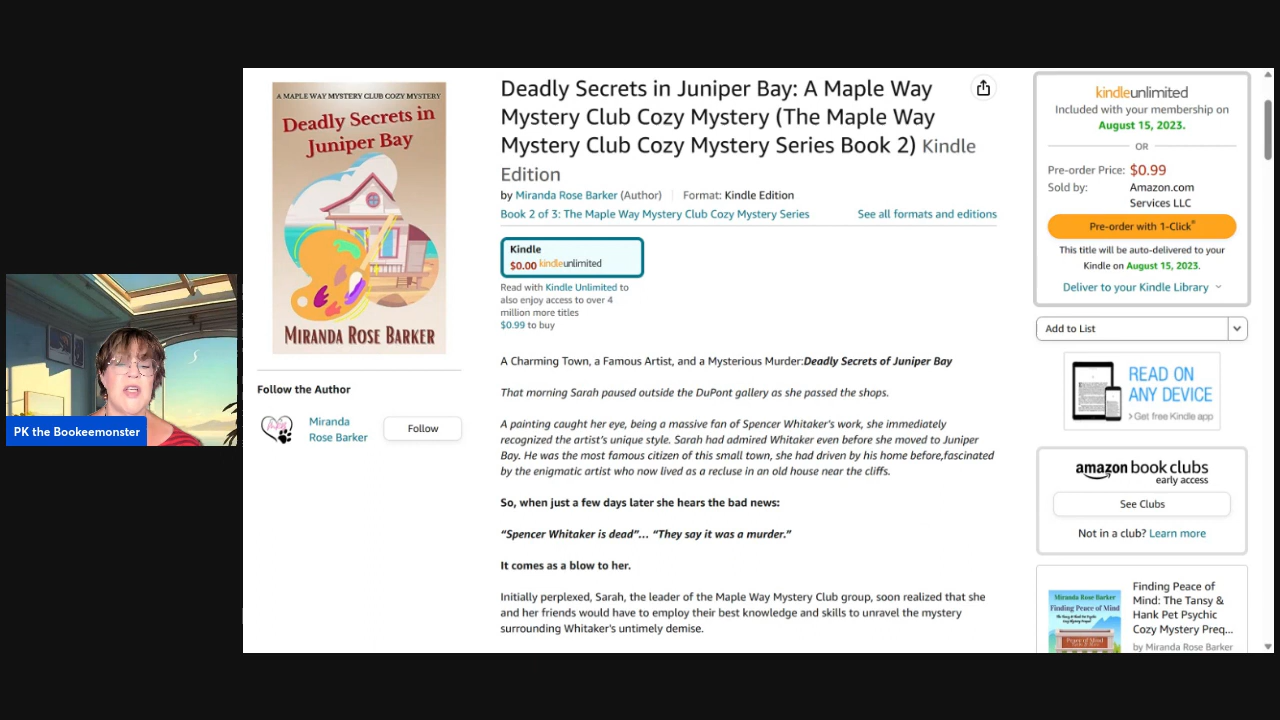 A MAPLE WAY MYSTERY CLUB COZY MYSTERY
Deadly Secrets in
Juniper Bay
MIRANDA ROSE BARKER
Follow the Author
Miranda
Rose Barker
Follow
PK the Bookeemonster
Deadly Secrets in Juniper Bay: A Maple Way
Mystery Club Cozy Mystery (The Maple Way
Mystery Club Cozy Mystery Series Book 2) Kindle
Edition
by Miranda Rose Barker (Author) Format: Kindle Edition
Book 2 of 3: The Maple Way Mystery Club Cozy Mystery Series See all formats and editions
Kindle
$0.00 kindleunlimited
Read with Kindle Unlimited to
also enjoy access to over 4
million more titles
$0.99 to buy
A Charming Town, a Famous Artist, and a Mysterious Murder:Deadly Secrets of Juniper Bay
That morning Sarah paused outside the DuPont gallery as she passed the shops.
A painting caught her eye, being a massive fan of Spencer Whitaker's work, she immediately
recognized the artist's unique style. Sarah had admired Whitaker even before she moved to Juniper
Bay. He was the most famous citizen of this small town, she had driven by his home before,fascinated
by the enigmatic artist who now lived as a recluse in an old house near the cliffs.
So, when just a few days later she hears the bad news:
“Spencer Whitaker is dead”... “They say it was a murder.”
It comes as a blow to her.
Initially perplexed, Sarah, the leader of the Maple Way Mystery Club group, soon realized that she
and her friends would have to employ their best knowledge and skills to unravel the mystery
surrounding Whitaker's untimely demise.
kindleunlimited
Included with your membership on
August 15, 2023.
OR
Pre-order Price: $0.99
Sold by: Amazon.com
Services LLC
Pre-order with 1-Click®
This title will be auto-delivered to your
Kindle on August 15, 2023.
Deliver to your Kindle Library
Add to List
READ ON
ANY DEVICE
> Get free Kindle app
amazon book clubs
early access
See Clubs
Not in a club? Learn more
Miranda Rose Barker
Finding Peace of Mind
Finding Peace of
Mind: The Tansy &
Hank Pet Psychic
Cozy Mystery Preq...
by Miranda Rose Barker